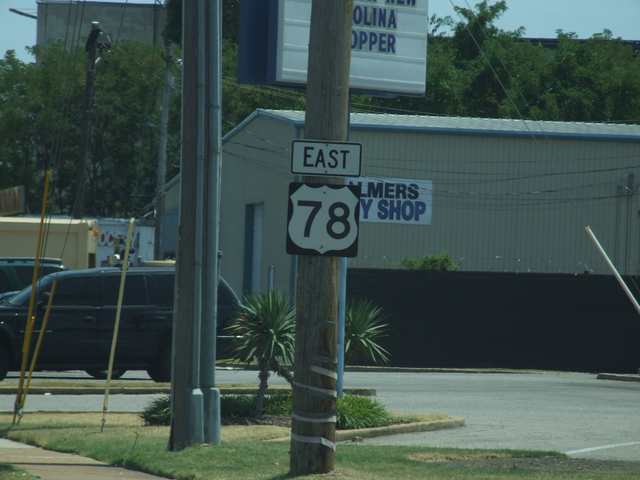 OLINA
OPPER
EAST
78
LMERS
Y SHOP